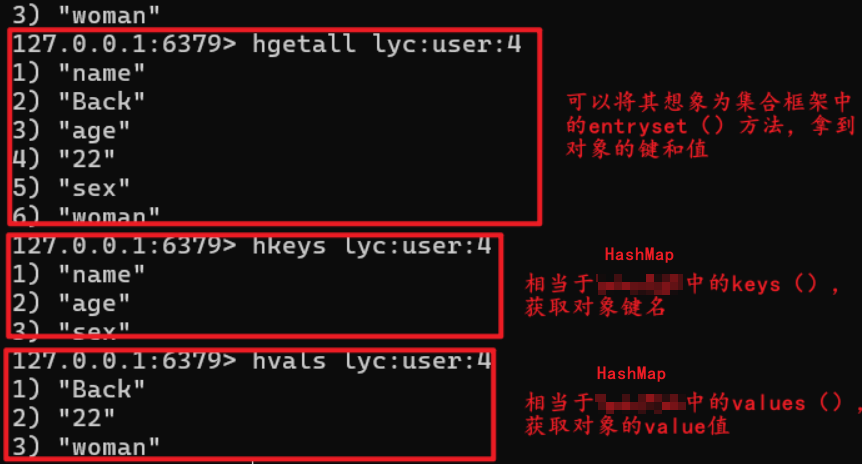 3) "woman"
127.0.0.1:6379> hgetall lyc:user:4
1) "name"
2) "Back"
3) "age"
4) "22"
5) "sex"
6) "woman"
可以将其想象为集合框架中
的entryset（）方法，拿到
对象的键和值
127.0.0.1:6379> hkeys lyc:user:4
1) "name"
2) "age"
3) "sex"
HashMap
相当于中的keys（），
获取对象键名
127.0.0.1:6379> hvals lyc:user:4
1) "Back"
2) "22"
3) "woman"
HashMap
相当于中的values（），
获取对象的value值